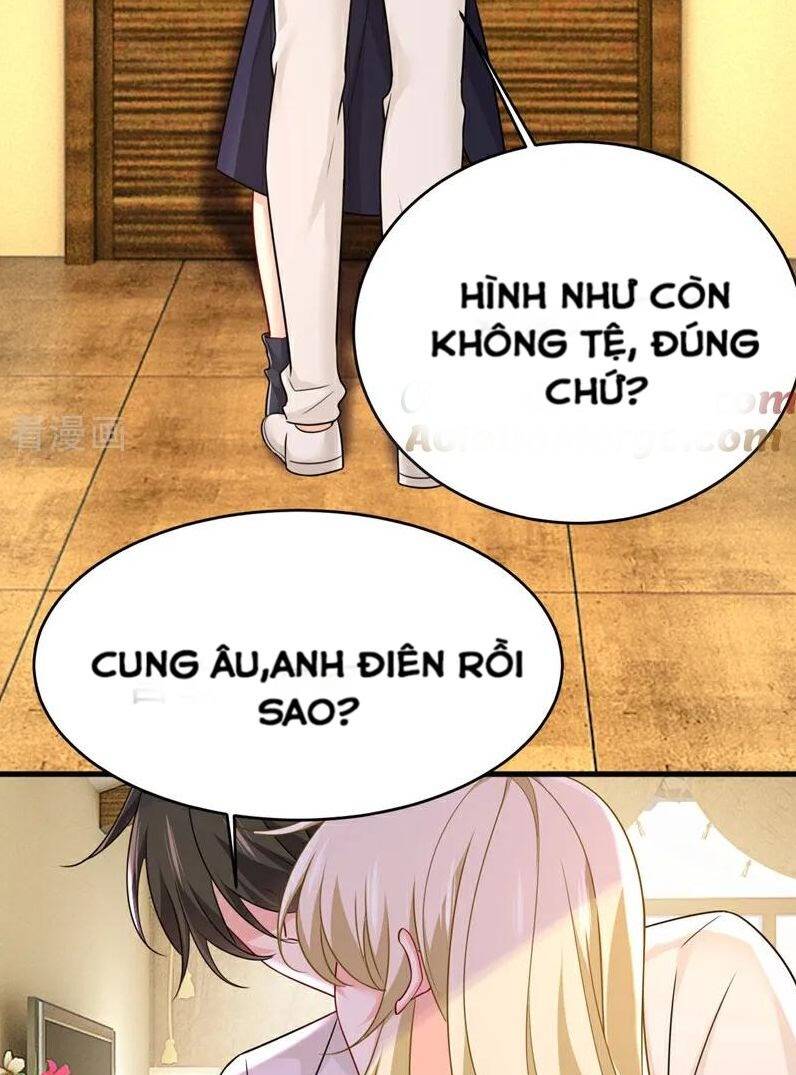 HÌNH NHƯ CÒN
KHÔNG TỆ, ĐÚNG
CHỨ?
看漫画
CUNG ÂU,ANH ĐIÊN RỒI
SAO?